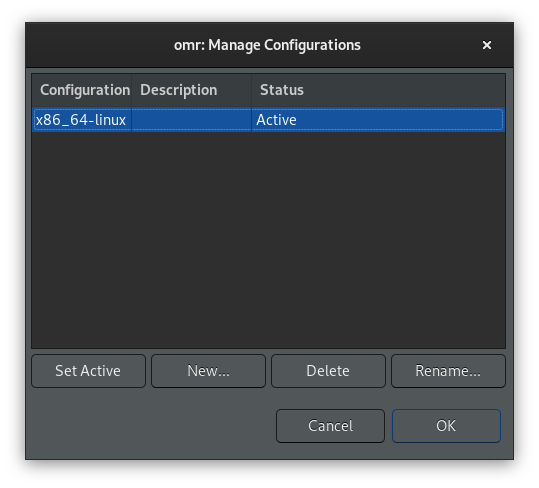 omr: Manage Configurations
×
Configuration Description Status
x86_64-linux Active
Set Active New... Delete Rename...
Cancel OK